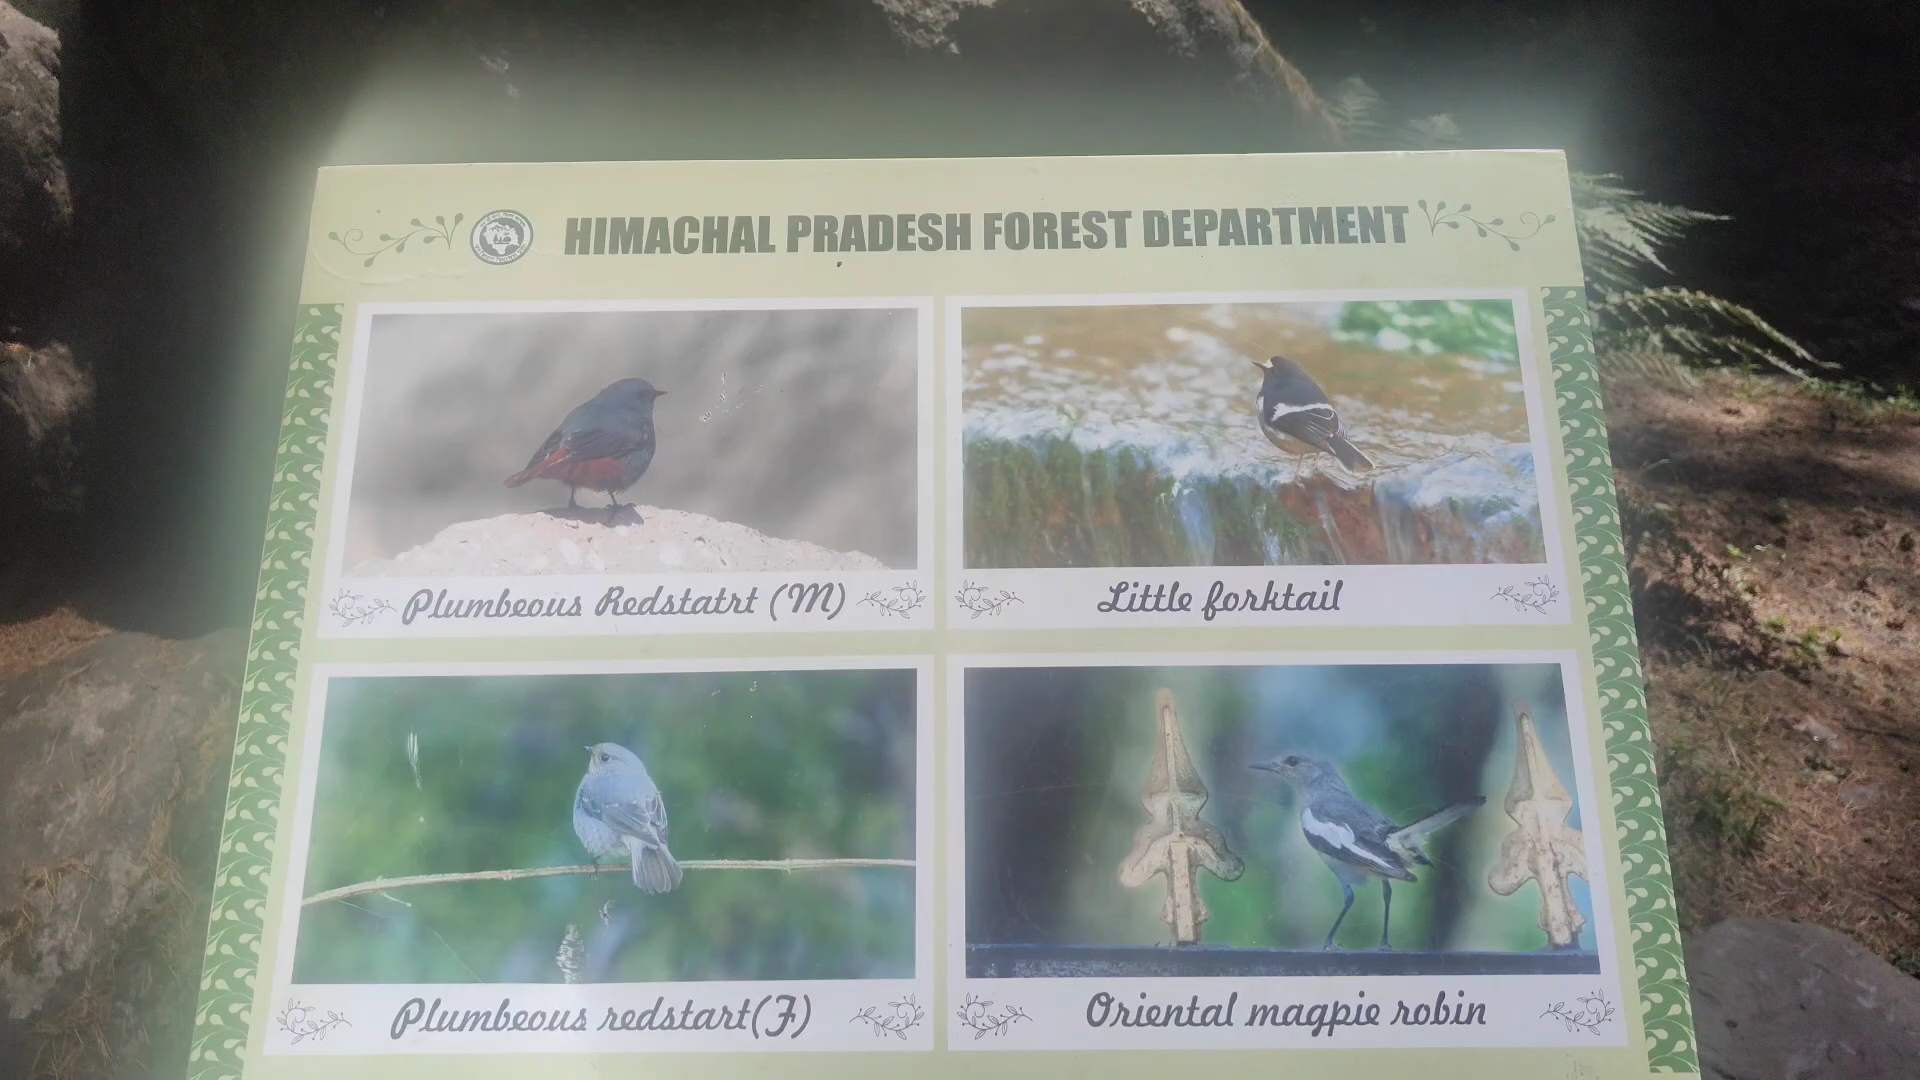 HIMACHAL PRADESH FOREST DEPARTMENT
Plumbeous Redstatrt (M)
Little forktail
Plumbeous redstart(F)
Oriental magpie robin